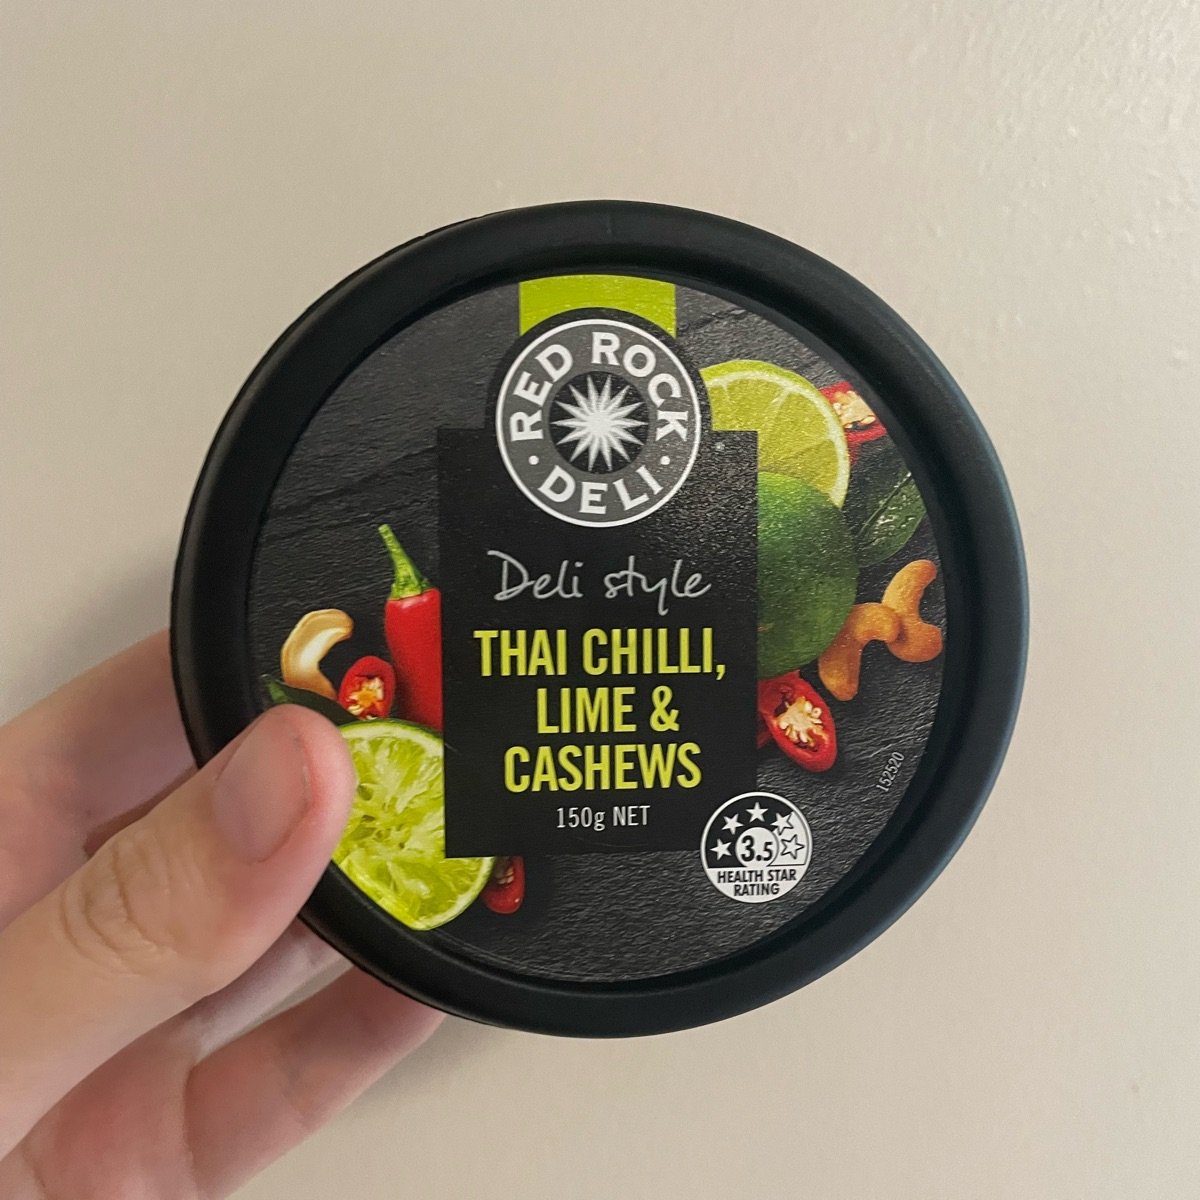 RED ROCK
DELI
Deli style
THAI CHILLI,
LIME &
CASHEWS
150g NET
152520
3.5
HEALTH STAR
RATING